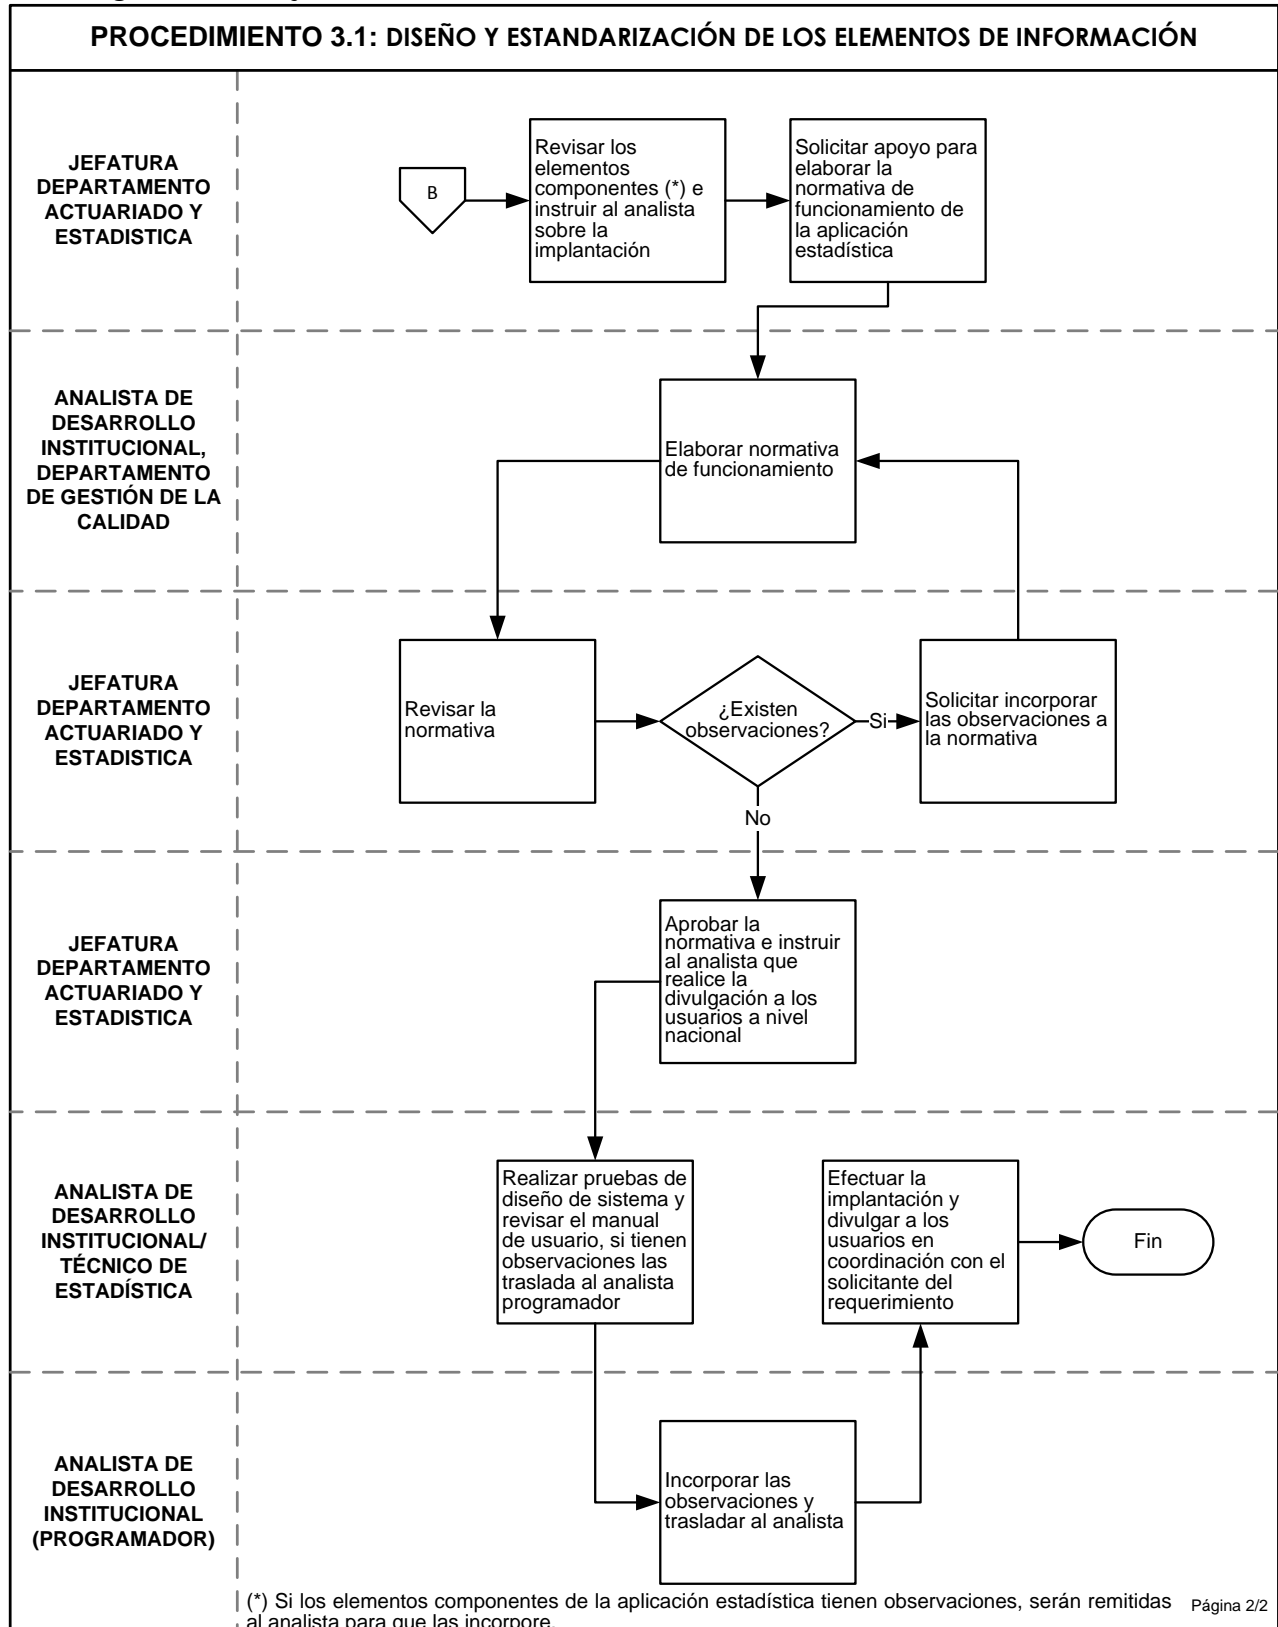 PROCEDIMIENTO 3.1: DISEÑO Y ESTANDARIZACIÓN DE LOS ELEMENTOS DE INFORMACIÓN
JEFATURA
DEPARTAMENTO
ACTUARIADO Y
ESTADISTICA
B
Revisar los
elementos
componentes (*) e
instruir al analista
sobre la
implantación
Solicitar apoyo para
elaborar la
normativa de
funcionamiento de
la aplicación
estadística
ANALISTA DE
DESARROLLO
INSTITUCIONAL,
DEPARTAMENTO
DE GESTIÓN DE LA
CALIDAD
Elaborar normativa
de funcionamiento
JEFATURA
DEPARTAMENTO
ACTUARIADO Y
ESTADISTICA
Revisar la
normativa
¿Existen
observaciones?
Si
Solicitar incorporar
las observaciones a
la normativa
No
JEFATURA
DEPARTAMENTO
ACTUARIADO Y
ESTADISTICA
Aprobar la
normativa e instruir
al analista que
realice la
divulgación a los
usuarios a nivel
nacional
ANALISTA DE
DESARROLLO
INSTITUCIONAL/
TÉCNICO DE
ESTADÍSTICA
Realizar pruebas de
diseño de sistema y
revisar el manual
de usuario, si tienen
observaciones las
traslada al analista
programador
Efectuar la
implantación y
divulgar a los
usuarios en
coordinación con el
solicitante del
requerimiento
Fin
ANALISTA DE
DESARROLLO
INSTITUCIONAL
(PROGRAMADOR)
Incorporar las
observaciones y
trasladar al analista
(*) Si los elementos componentes de la aplicación estadística tienen observaciones, serán remitidas
al analista para que las incorpore.
Página 2/2